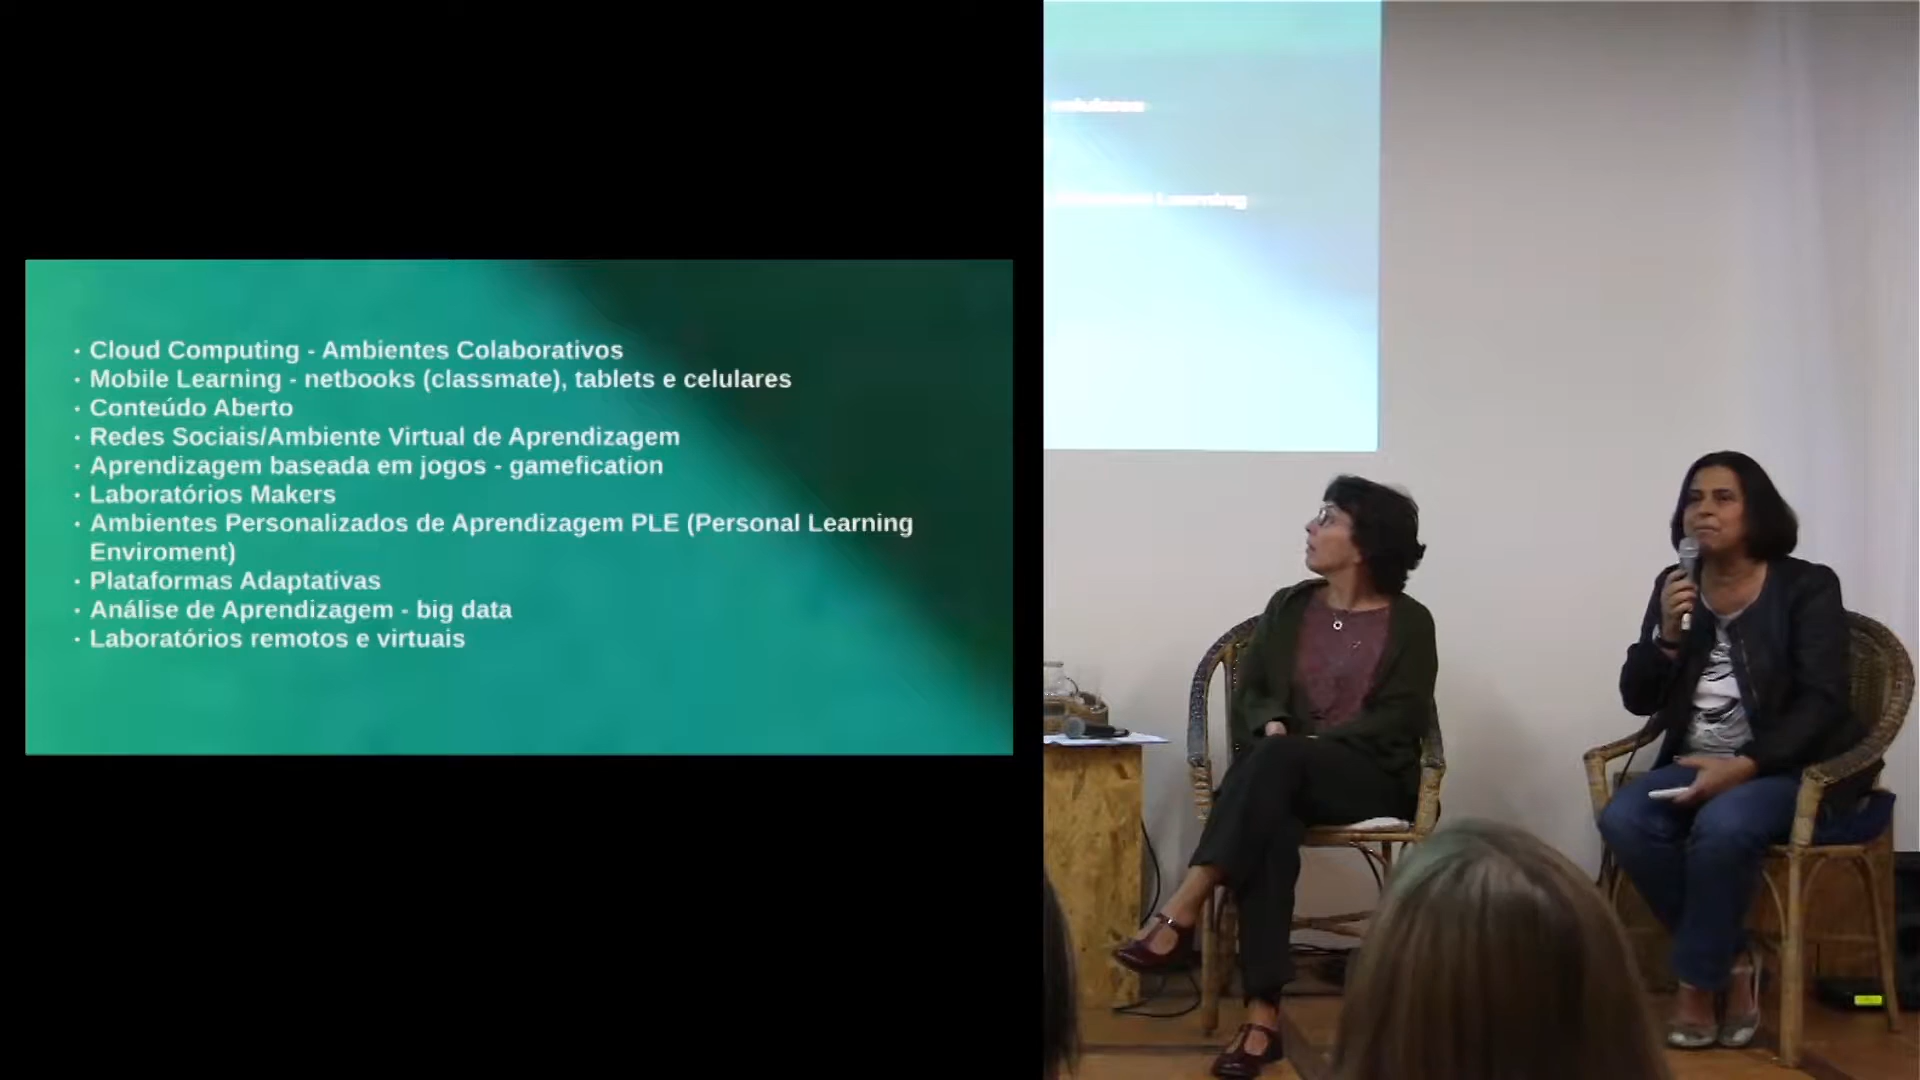 • Cloud Computing - Ambientes Colaborativos
• Mobile Learning - netbooks (classmate), tablets e celulares
• Conteúdo Aberto
• Redes Sociais/Ambiente Virtual de Aprendizagem
• Aprendizagem baseada em jogos - gamefication
• Laboratórios Makers
• Ambientes Personalizados de Aprendizagem PLE (Personal Learning
Enviroment)
• Plataformas Adaptativas
• Análise de Aprendizagem - big data
• Laboratórios remotos e virtuais
Learning